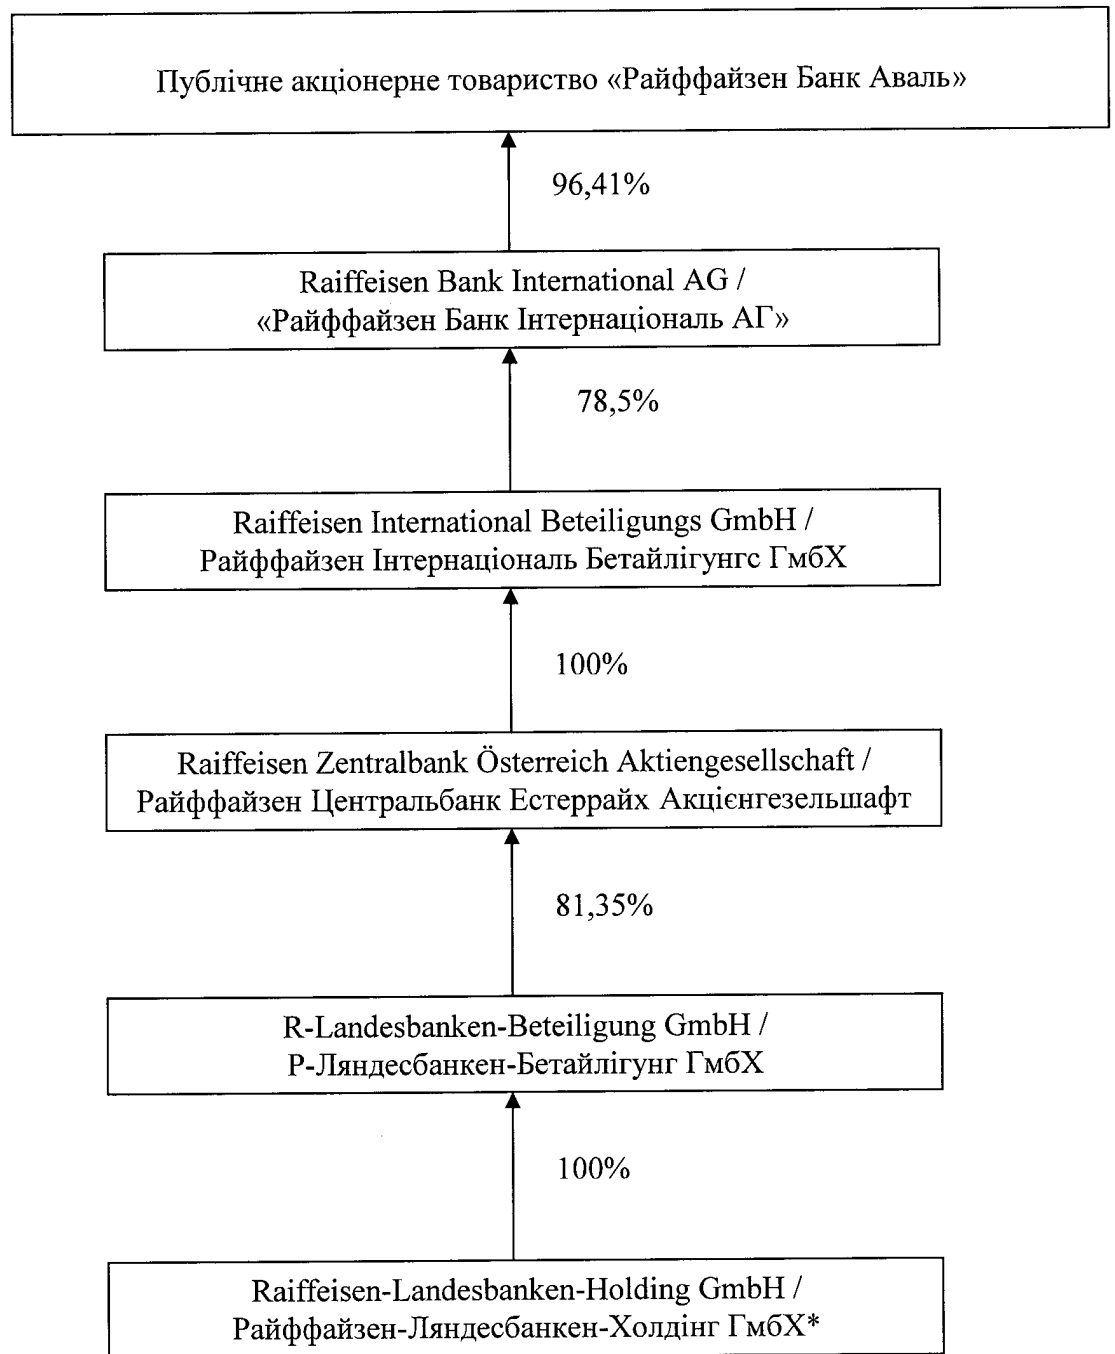 Публічне акціонерне товариство «Райффайзен Банк Аваль»
96,41%
Raiffeisen Bank International AG /
«Райффайзен Банк Інтернаціональ АГ»
78,5%
Raiffeisen International Beteiligungs GmbH /
Райффайзен Інтернаціональ Бетайлігунгс ГмбХ
100%
Raiffeisen Zentralbank Österreich Aktiengesellschaft /
Райффайзен Центральбанк Естеррайх Акцієнгезельшафт
81,35%
R-Landesbanken-Beteiligung GmbH /
Р-Ляндесбанкен-Бетайлігунг ГмбХ
100%
Raiffeisen-Landesbanken-Holding GmbH /
Райффайзен-Ляндесбанкен-Холдінг ГмбХ*